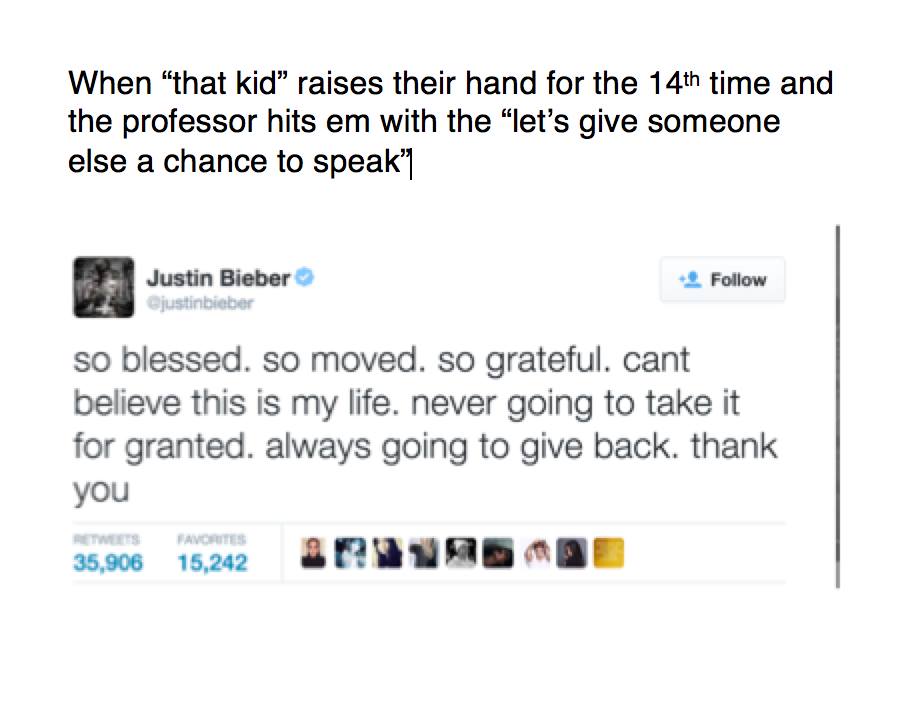 When “that kid” raises their hand for the 14th time and
the professor hits em with the “let’s give someone
else a chance to speak”
Justin Bieber
Follow
@justinbieber
so blessed. so moved. so grateful. cant
believe this is my life. never going to take it
for granted. always going to give back. thank
you
RETWEETS FAVORITES
35,906 15,242